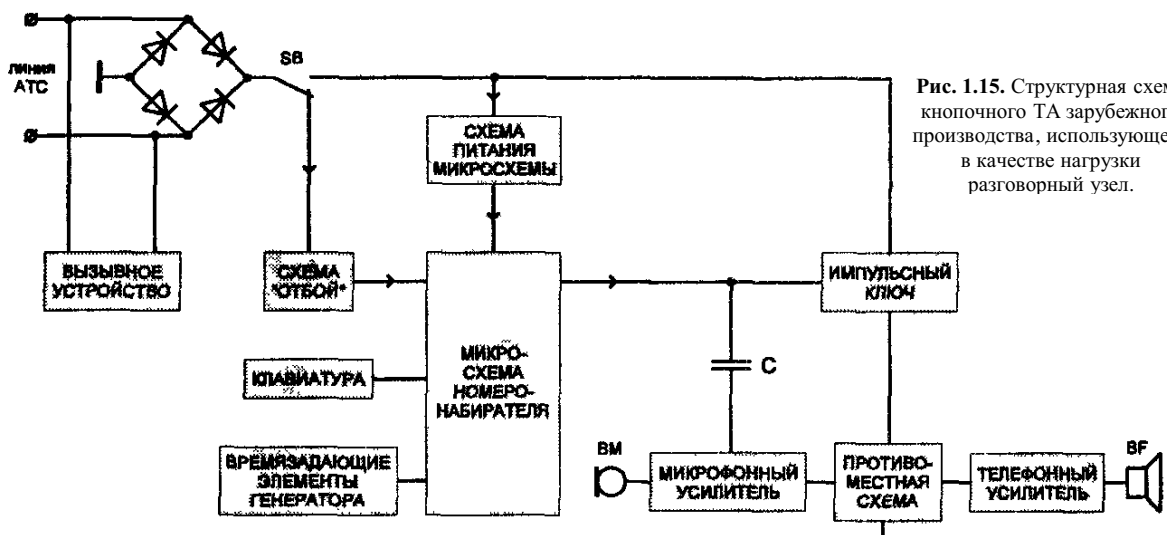 ЛИНИЯ
АТС
SB
Рис. 1.15. Структурная схем
кнопочного ТА зарубежног
производства, использующе
в качестве нагрузки
разговорный узел.
СХЕМА
ПИТАНИЯ
МИКРОСХЕМЫ
ВЫЗЫВНОЕ
УСТРОЙСТВО
СХЕМА
"ОТБОЙ"
ИМПУЛЬСНЫЙ
КЛЮЧ
МИКРО-
СХЕМА
НОМЕРО-
НАБИРАТЕЛЯ
C
КЛАВИАТУРА
ВРЕМЯЗАДАЮЩИЕ
ЭЛЕМЕНТЫ
ГЕНЕРАТОРА
BM
МИКРОФОННЫЙ
УСИЛИТЕЛЬ
ПРОТИВО-
МЕСТНАЯ
СХЕМА
ТЕЛЕФОННЫЙ
УСИЛИТЕЛЬ
BF